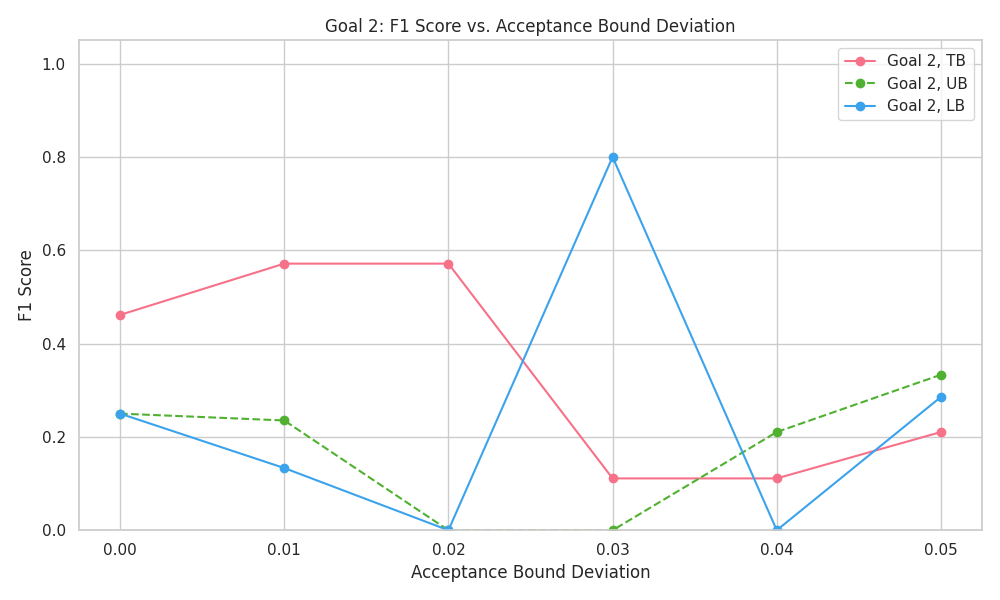 Goal 2: F1 Score vs. Acceptance Bound Deviation
Goal 2, TB
Goal 2, UB
Goal 2, LB
F1 Score
1.0
0.8
0.6
0.4
0.2
0.0
0.00 0.01 0.02 0.03 0.04 0.05
Acceptance Bound Deviation